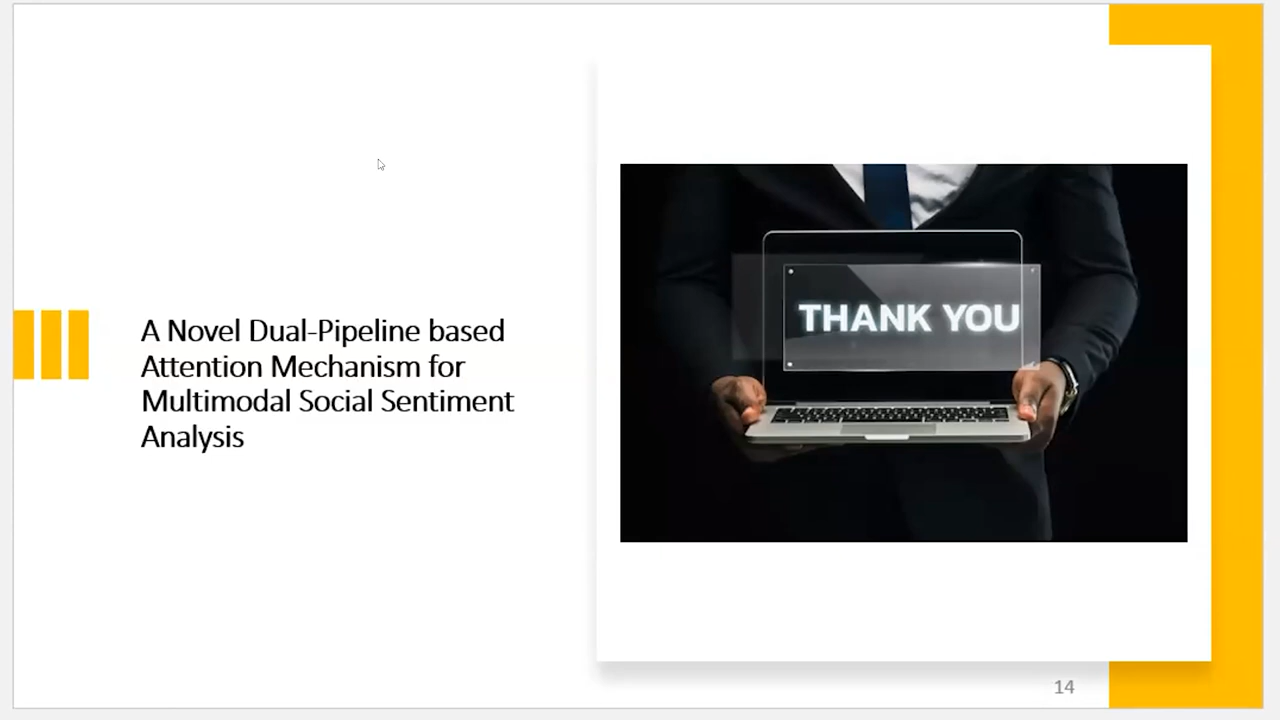 A Novel Dual-Pipeline based
Attention Mechanism for
Multimodal Social Sentiment
Analysis
THANK YOU
14